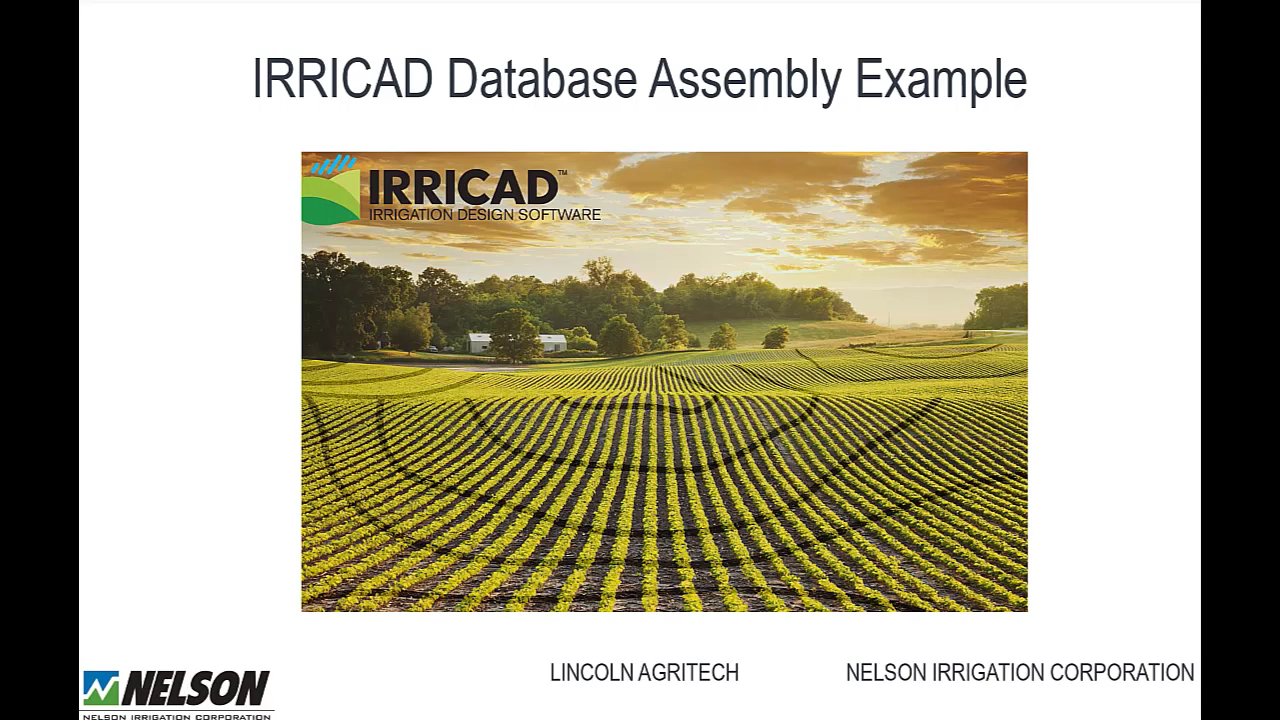 IRRICAD Database Assembly Example
IRRICAD™
IRRIGATION DESIGN SOFTWARE
NELSON
NELSON IRRIGATION CORPORATION
LINCOLN AGRITECH
NELSON IRRIGATION CORPORATION